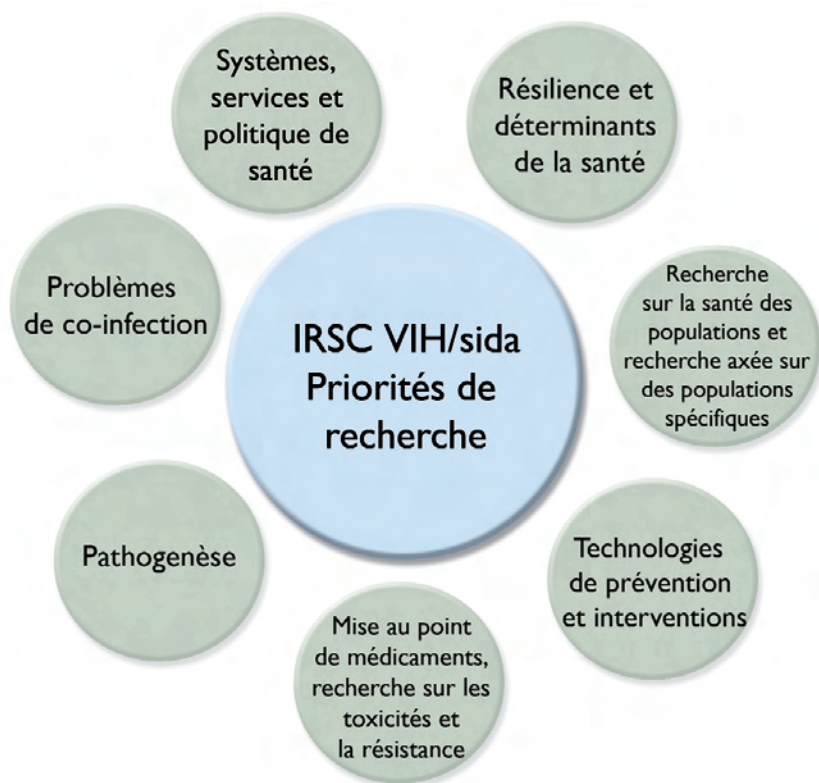 Systèmes,
services et
politique de
santé
Résilience et
déterminants
de la santé
Problèmes
de co-infection
IRSC VIH/sida
Priorités de
recherche
Recherche
sur la santé des
populations et
recherche axée sur
des populations
spécifiques
Pathogenèse
Technologies
de prévention
et interventions
Mise au point
de médicaments,
recherche sur les
toxicités et
la résistance